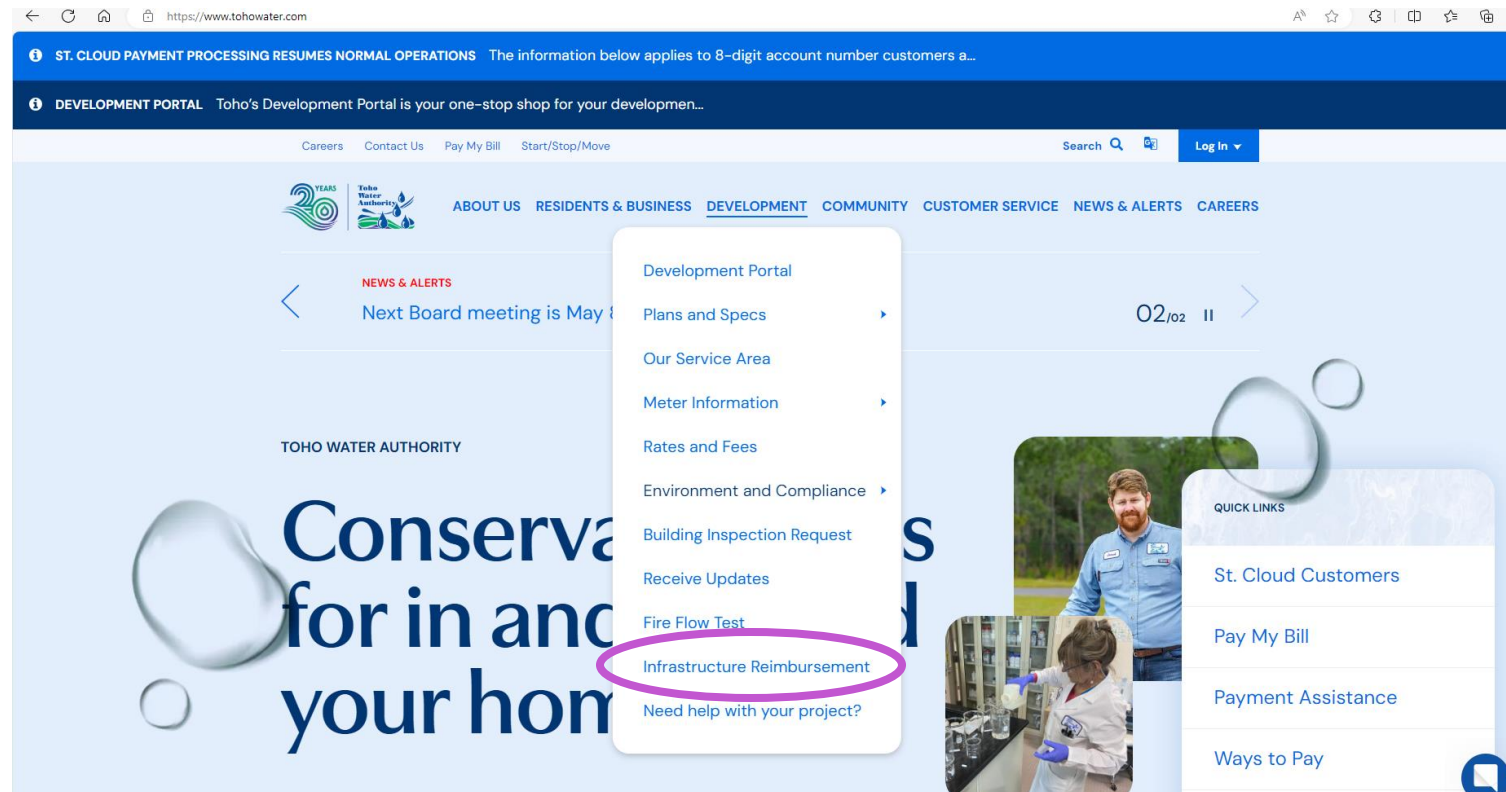 https://www.tohowater.com
ST. CLOUD PAYMENT PROCESSING RESUMES NORMAL OPERATIONS The information below applies to 8-digit account number customers a...
DEVELOPMENT PORTAL Toho's Development Portal is your one-stop shop for your developmen...
Careers Contact Us Pay My Bill Start/Stop/Move Search Log In
20 YEARS Toho Water Authority
ABOUT US RESIDENTS & BUSINESS DEVELOPMENT COMMUNITY CUSTOMER SERVICE NEWS & ALERTS CAREERS
NEWS & ALERTS
Next Board meeting is May
02/02
Development Portal
Plans and Specs
Our Service Area
Meter Information
Rates and Fees
Environment and Compliance
Building Inspection Request
Receive Updates
Fire Flow Test
Infrastructure Reimbursement
Need help with your project?
TOHO WATER AUTHORITY
Conserva s
for in and d
your hom
QUICK LINKS
St. Cloud Customers
Pay My Bill
Payment Assistance
Ways to Pay